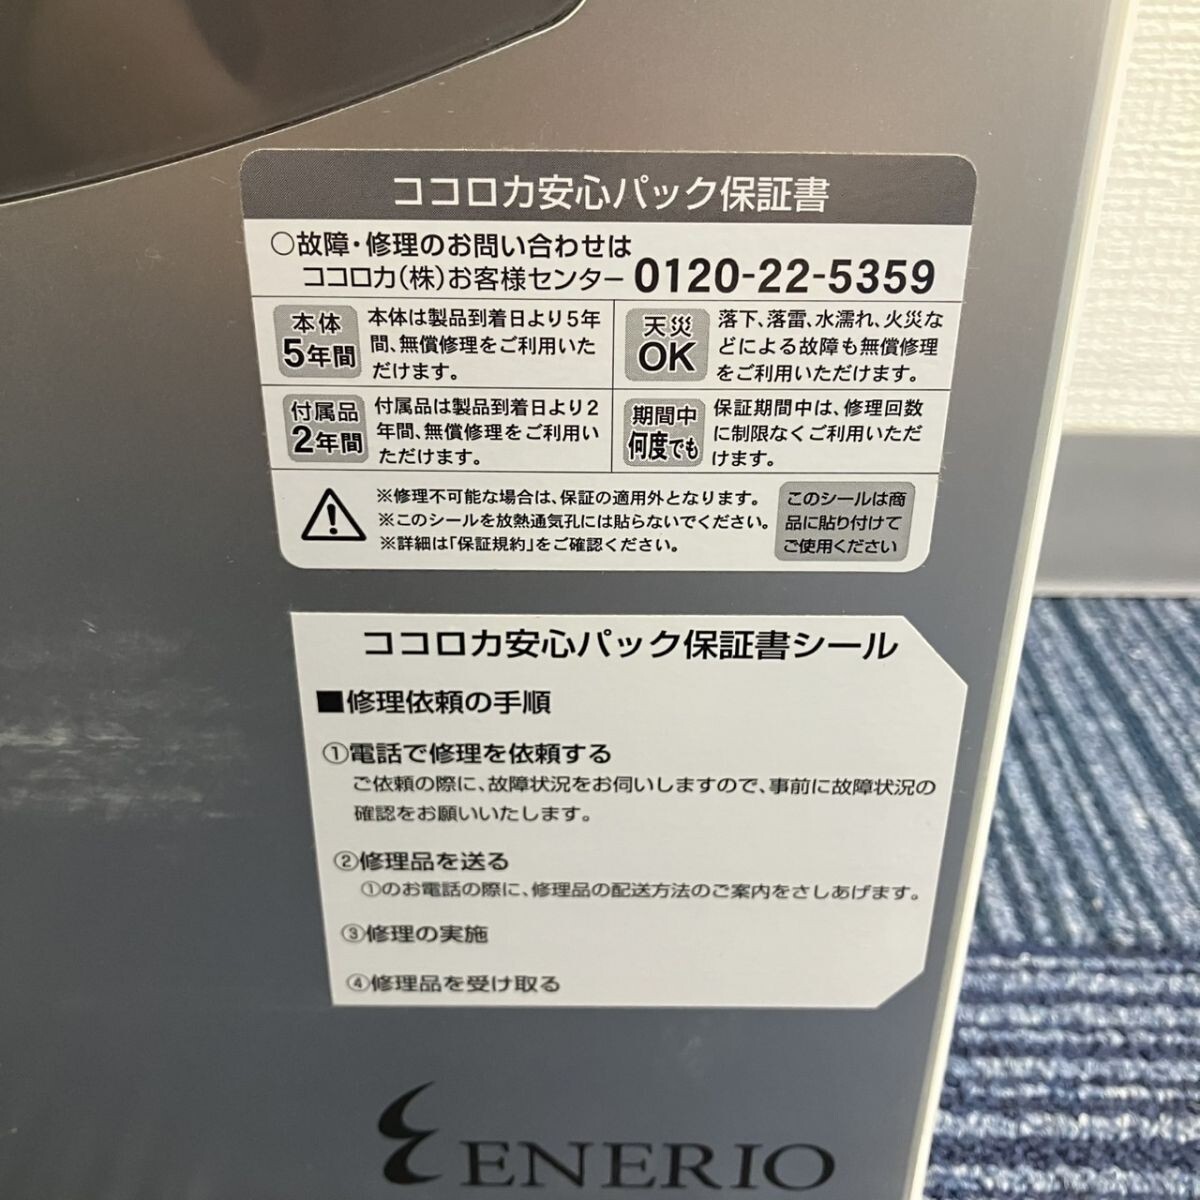 ココロカ安心パック保証書
○故障・修理のお問い合わせは
ココロカ(株)お客様センター 0120-22-5359
本体
5年間
本体は製品到着日より5年
間、無償修理をご利用いた
だけます。
天災
OK
落下、落雷、水濡れ、火災な
どによる故障も無償修理
をご利用いただけます。
付属品
2年間
付属品は製品到着日より2
年間、無償修理をご利用い
ただけます。
期間中
何度でも
保証期間中は、修理回数
に制限なくご利用いただ
けます。
※修理不可能な場合は、保証の適用外となります。
※このシールを放熱通気孔には貼らないでください。
※詳細は「保証規約」をご確認ください。
このシールは商
品に貼り付けて
ご使用ください
ココロカ安心パック保証書シール
■修理依頼の手順
①電話で修理を依頼する
ご依頼の際に、故障状況をお伺いしますので、事前に故障状況の
確認をお願いいたします。
②修理品を送る
①のお電話の際に、修理品の配送方法のご案内をさしあげます。
③修理の実施
④修理品を受け取る
ENERIO